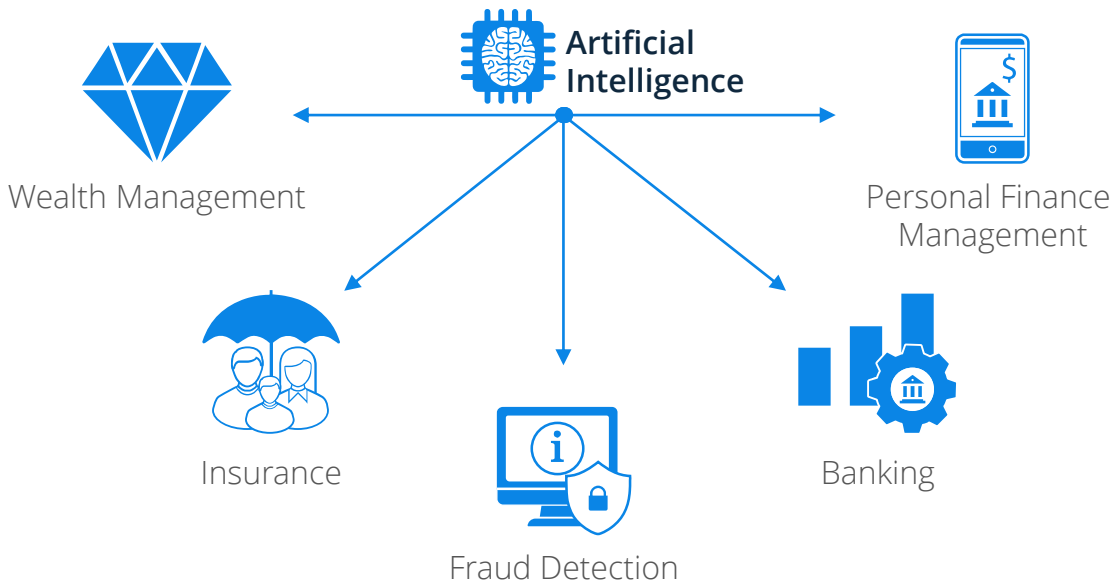 Artificial
Intelligence
$
Wealth Management
Personal Finance
Management
Insurance
i
Banking
Fraud Detection